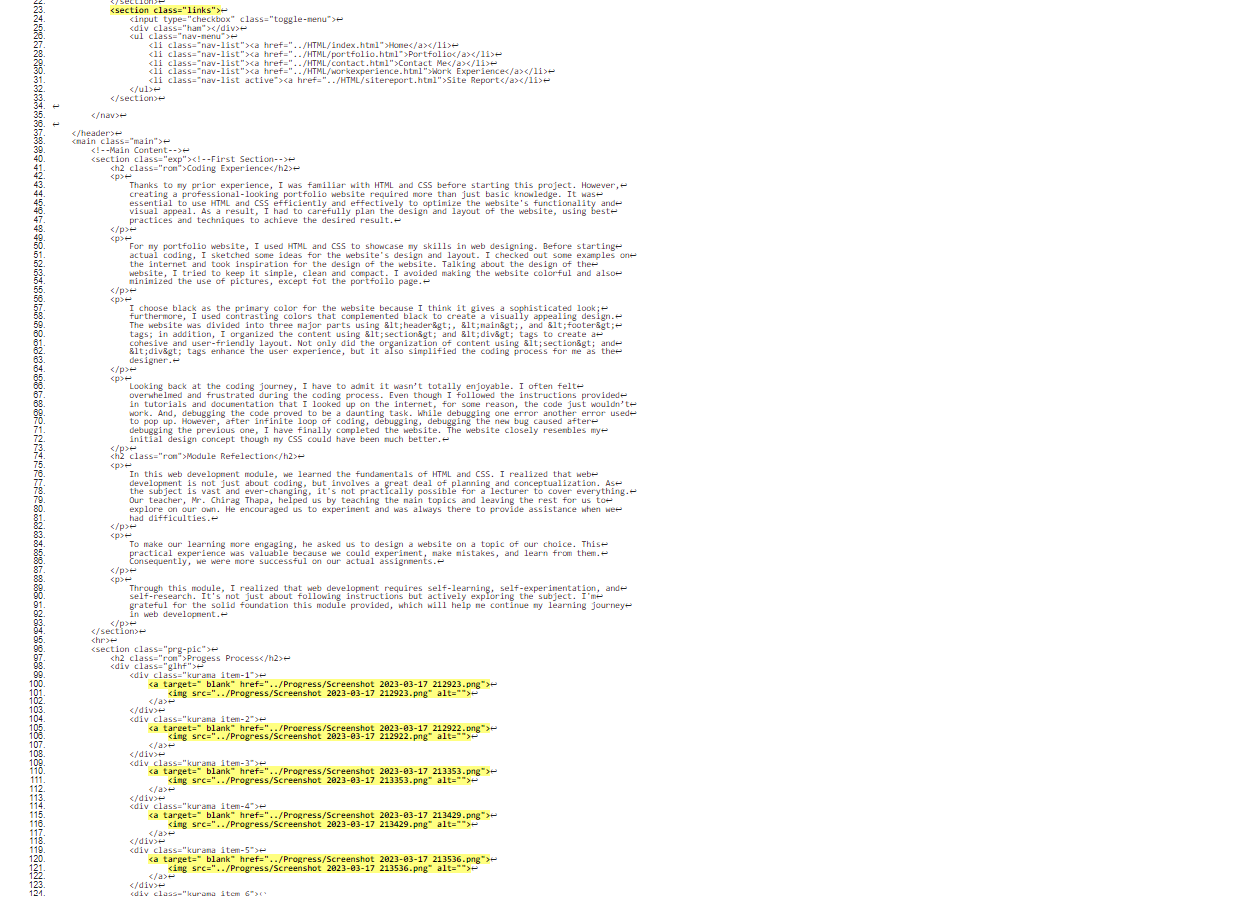 22. </section>↩
23. <section class="links">↩
24. <input type="checkbox" class="toggle-menu">↩
25. <div class="ham"></div>↩
26. <ul class="nav-menu">↩
27. <li class="nav-list"><a href="../HTML/index.html">Home</a></li>↩
28. <li class="nav-list"><a href="../HTML/portfolio.html">Portfolio</a></li>↩
29. <li class="nav-list"><a href="../HTML/contact.html">Contact Me</a></li>↩
30. <li class="nav-list"><a href="../HTML/workexperience.html">Work Experience</a></li>↩
31. <li class="nav-list active"><a href="../HTML/sitereport.html">Site Report</a></li>↩
32. </ul>↩
33. </section>↩
34. ↩
35. </nav>↩
36. ↩
37. </header>↩
38. <main class="main">↩
39. <!--Main Content-->↩
40. <section class="exp"><!--First Section-->↩
41. <h2 class="rom">Coding Experience</h2>↩
42. <p>↩
43. Thanks to my prior experience, I was familiar with HTML and CSS before starting this project. However,↩
44. creating a professional-looking portfolio website required more than just basic knowledge. It was↩
45. essential to use HTML and CSS efficiently and effectively to optimize the website's functionality and↩
46. visual appeal. As a result, I had to carefully plan the design and layout of the website, using best↩
47. practices and techniques to achieve the desired result.↩
48. </p>↩
49. <p>↩
50. For my portfolio website, I used HTML and CSS to showcase my skills in web designing. Before starting↩
51. actual coding, I sketched some ideas for the website's design and layout. I checked out some examples on↩
52. the internet and took inspiration for the design of the website. Talking about the design of the↩
53. website, I tried to keep it simple, clean and compact. I avoided making the website colorful and also↩
54. minimized the use of pictures, except fot the portfoilo page.↩
55. </p>↩
56. <p>↩
57. I choose black as the primary color for the website because I think it gives a sophisticated look;↩
58. furthermore, I used contrasting colors that complemented black to create a visually appealing design.↩
59. The website was divided into three major parts using &lt;header&gt;, &lt;main&gt;, and &lt;footer&gt;↩
60. tags; in addition, I organized the content using &lt;section&gt; and &lt;div&gt; tags to create a↩
61. cohesive and user-friendly layout. Not only did the organization of content using &lt;section&gt; and↩
62. &lt;div&gt; tags enhance the user experience, but it also simplified the coding process for me as the↩
63. designer.↩
64. </p>↩
65. <p>↩
66. Looking back at the coding journey, I have to admit it wasn’t totally enjoyable. I often felt↩
67. overwhelmed and frustrated during the coding process. Even though I followed the instructions provided↩
68. in tutorials and documentation that I looked up on the internet, for some reason, the code just wouldn’t↩
69. work. And, debugging the code proved to be a daunting task. While debugging one error another error used↩
70. to pop up. However, after infinite loop of coding, debugging, debugging the new bug caused after↩
71. debugging the previous one, I have finally completed the website. The website closely resembles my↩
72. initial design concept though my CSS could have been much better.↩
73. </p>↩
74. <h2 class="rom">Module Refelection</h2>↩
75. <p>↩
76. In this web development module, we learned the fundamentals of HTML and CSS. I realized that web↩
77. development is not just about coding, but involves a great deal of planning and conceptualization. As↩
78. the subject is vast and ever-changing, it's not practically possible for a lecturer to cover everything.↩
79. Our teacher, Mr. Chirag Thapa, helped us by teaching the main topics and leaving the rest for us to↩
80. explore on our own. He encouraged us to experiment and was always there to provide assistance when we↩
81. had difficulties.↩
82. </p>↩
83. <p>↩
84. To make our learning more engaging, he asked us to design a website on a topic of our choice. This↩
85. practical experience was valuable because we could experiment, make mistakes, and learn from them.↩
86. Consequently, we were more successful on our actual assignments.↩
87. </p>↩
88. <p>↩
89. Through this module, I realized that web development requires self-learning, self-experimentation, and↩
90. self-research. It's not just about following instructions but actively exploring the subject. I'm↩
91. grateful for the solid foundation this module provided, which will help me continue my learning journey↩
92. in web development.↩
93. </p>↩
94. </section>↩
95. <hr>↩
96. <section class="prg-pic">↩
97. <h2 class="rom">Progess Process</h2>↩
98. <div class="glhf">↩
99. <div class="kurama item-1">↩
100. <a target="_blank" href="../Progress/Screenshot 2023-03-17 212923.png">↩
101. <img src="../Progress/Screenshot 2023-03-17 212923.png" alt="">↩
102. </a>↩
103. </div>↩
104. <div class="kurama item-2">↩
105. <a target="_blank" href="../Progress/Screenshot 2023-03-17 212922.png">↩
106. <img src="../Progress/Screenshot 2023-03-17 212922.png" alt="">↩
107. </a>↩
108. </div>↩
109. <div class="kurama item-3">↩
110. <a target="_blank" href="../Progress/Screenshot 2023-03-17 213353.png">↩
111. <img src="../Progress/Screenshot 2023-03-17 213353.png" alt="">↩
112. </a>↩
113. </div>↩
114. <div class="kurama item-4">↩
115. <a target="_blank" href="../Progress/Screenshot 2023-03-17 213429.png">↩
116. <img src="../Progress/Screenshot 2023-03-17 213429.png" alt="">↩
117. </a>↩
118. </div>↩
119. <div class="kurama item-5">↩
120. <a target="_blank" href="../Progress/Screenshot 2023-03-17 213536.png">↩
121. <img src="../Progress/Screenshot 2023-03-17 213536.png" alt="">↩
122. </a>↩
123. </div>↩
124. <div class="kurama item-6">↩